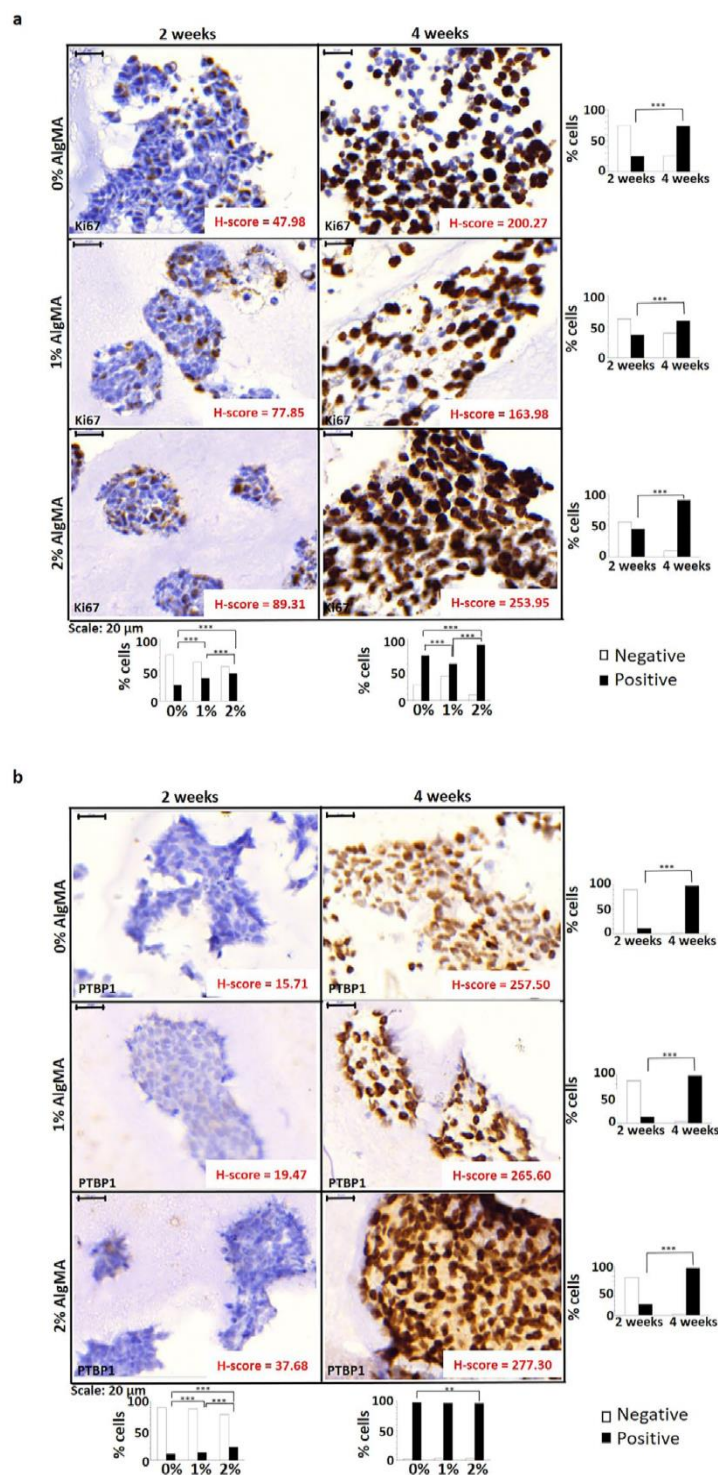 a
2 weeks
4 weeks
0% AlgMA
Ki67
H-score = 47.98
Ki67
H-score = 200.27
% cells
100
50
0
***
2 weeks 4 weeks
1% AlgMA
Ki67
H-score = 77.85
Ki67
H-score = 163.98
% cells
100
50
0
***
2 weeks 4 weeks
2% AlgMA
Ki67
H-score = 89.31
Ki67
H-score = 253.95
% cells
100
50
0
***
2 weeks 4 weeks
Scale: 20 μm
% cells
100
50
0
***
***
***
0% 1% 2%
% cells
100
50
0
***
***
***
0% 1% 2%
Negative
Positive
b
2 weeks
4 weeks
0% AlgMA
PTBP1
H-score = 15.71
PTBP1
H-score = 257.50
% cells
100
50
0
***
2 weeks 4 weeks
1% AlgMA
PTBP1
H-score = 19.47
PTBP1
H-score = 265.60
% cells
100
50
0
***
2 weeks 4 weeks
2% AlgMA
PTBP1
H-score = 37.68
PTBP1
H-score = 277.30
% cells
100
50
0
***
2 weeks 4 weeks
Scale: 20 μm
% cells
100
50
0
***
***
***
0% 1% 2%
% cells
100
50
0
**
0% 1% 2%
Negative
Positive